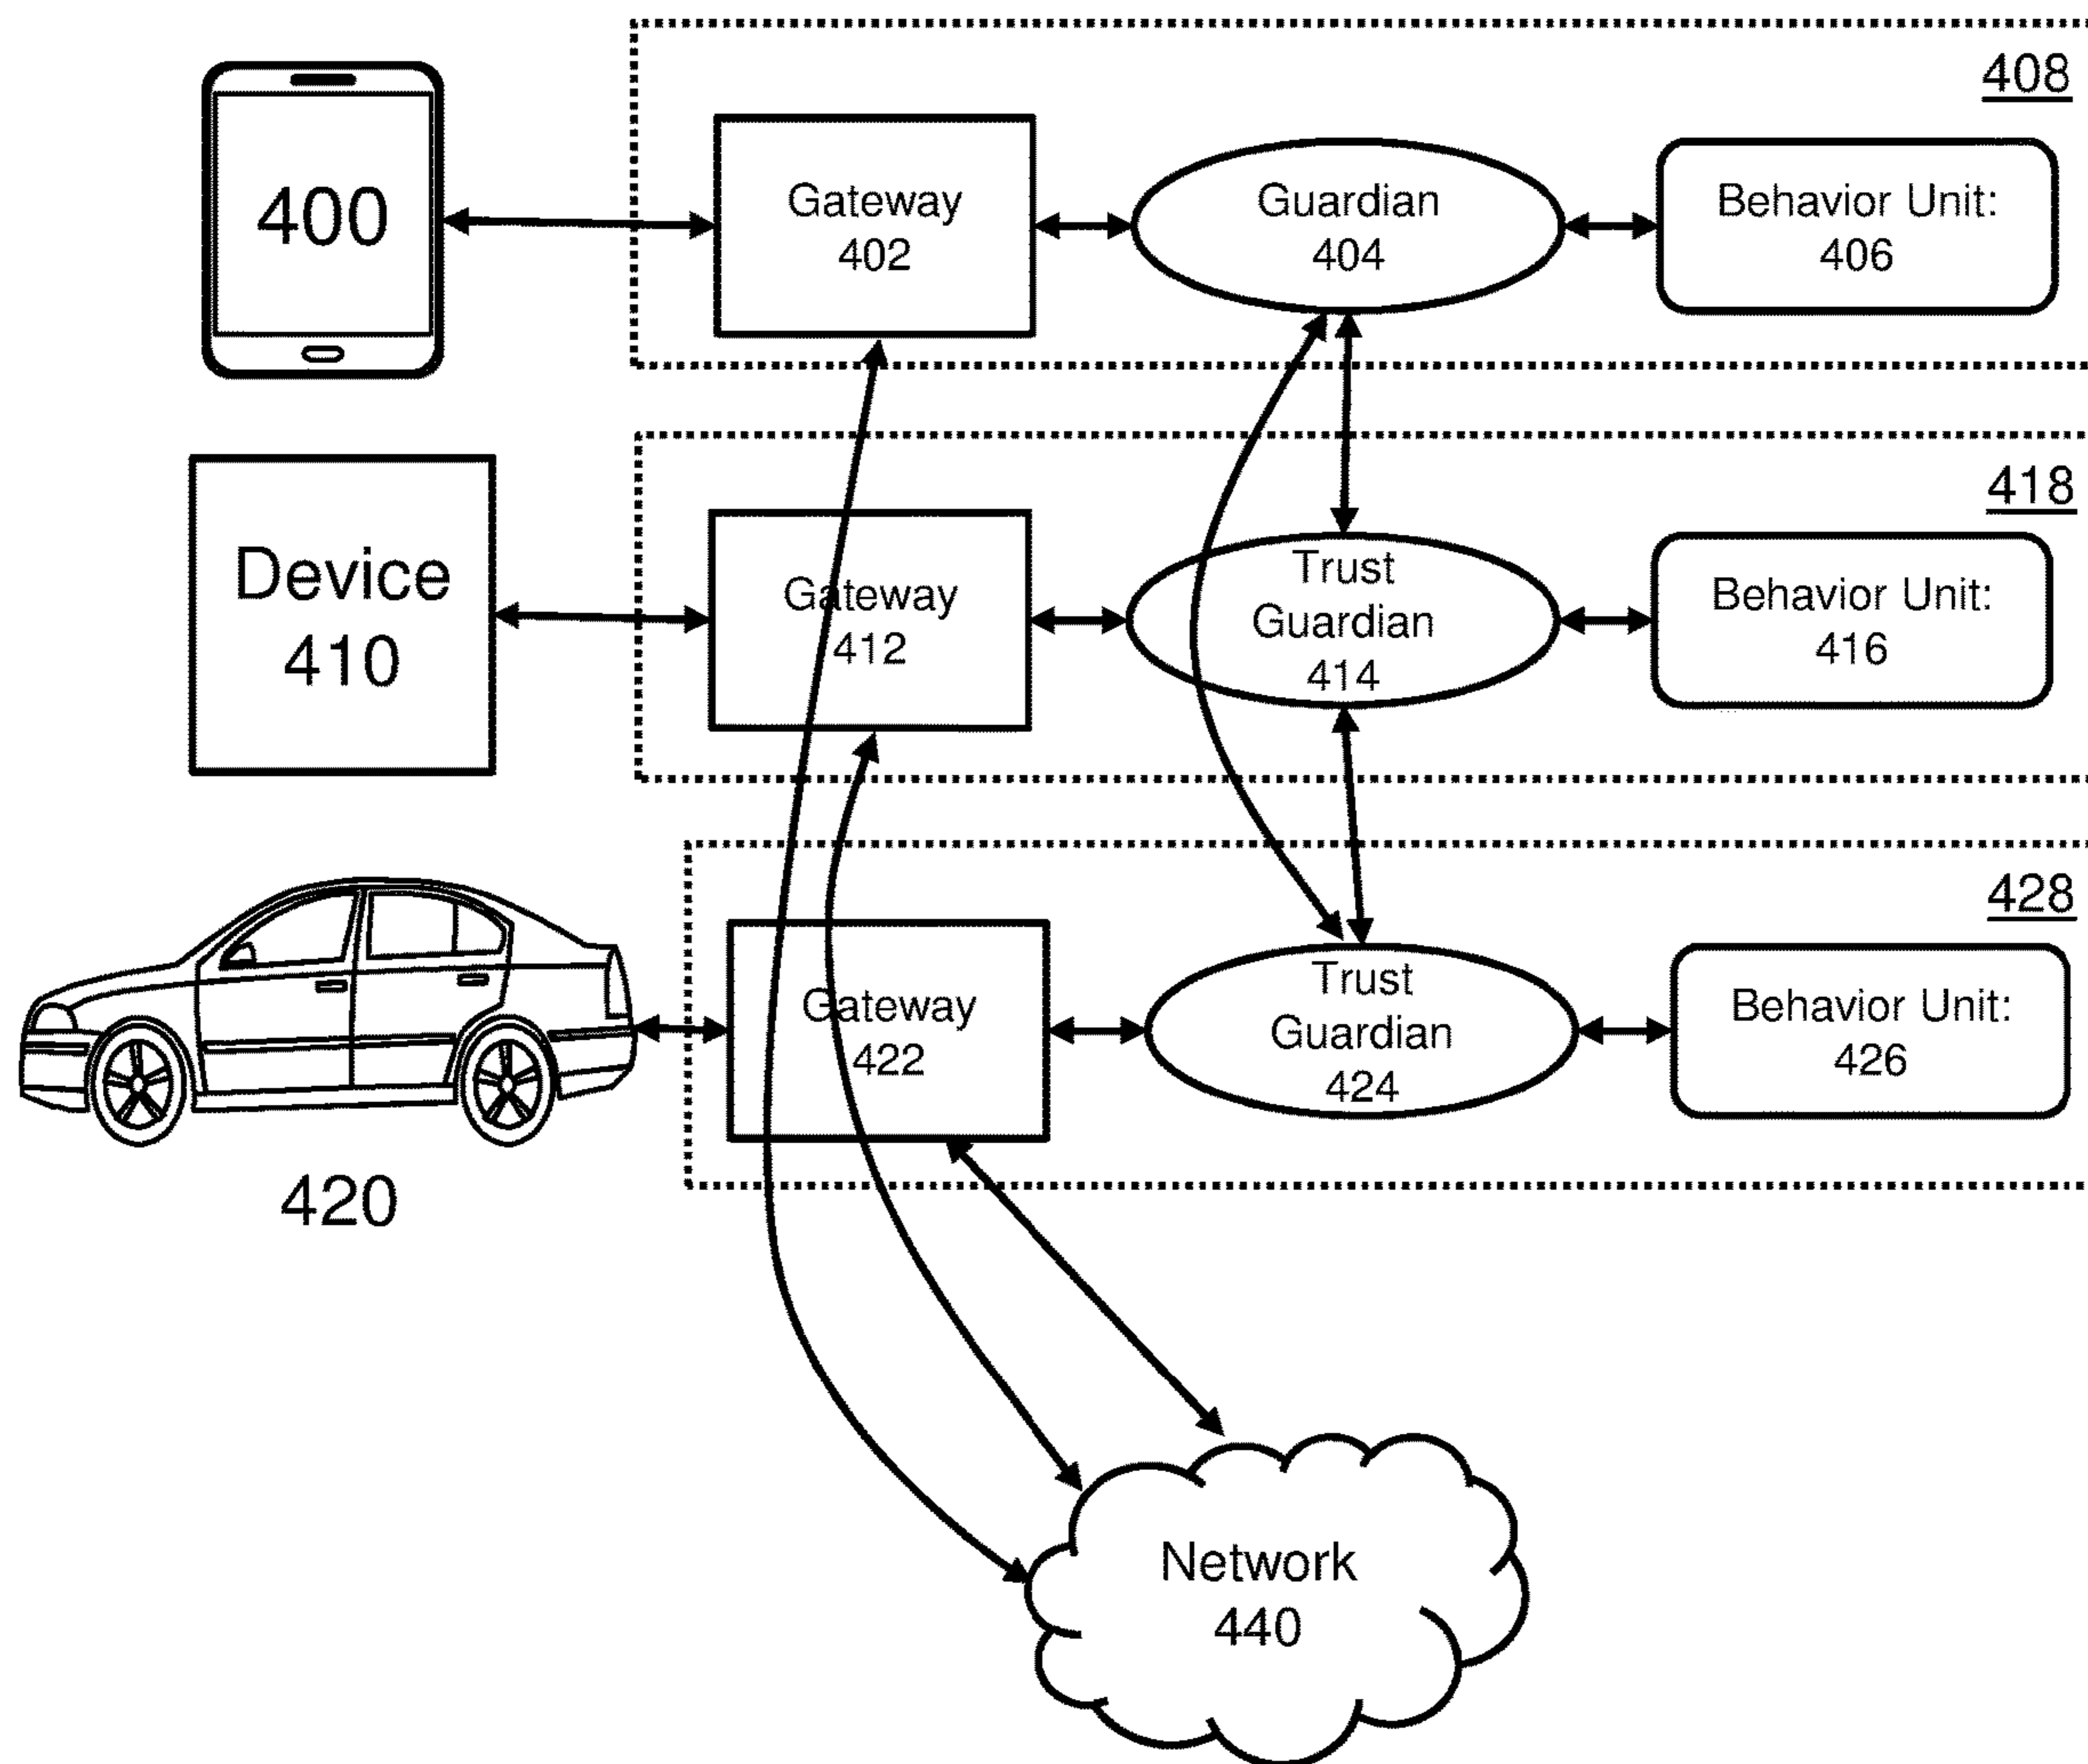 408
400
Gateway
402
Guardian
404
Behavior Unit:
406
418
Device
410
Gateway
412
Trust
Guardian
414
Behavior Unit:
416
428
Gateway
422
Trust
Guardian
424
Behavior Unit:
426
420
Network
440